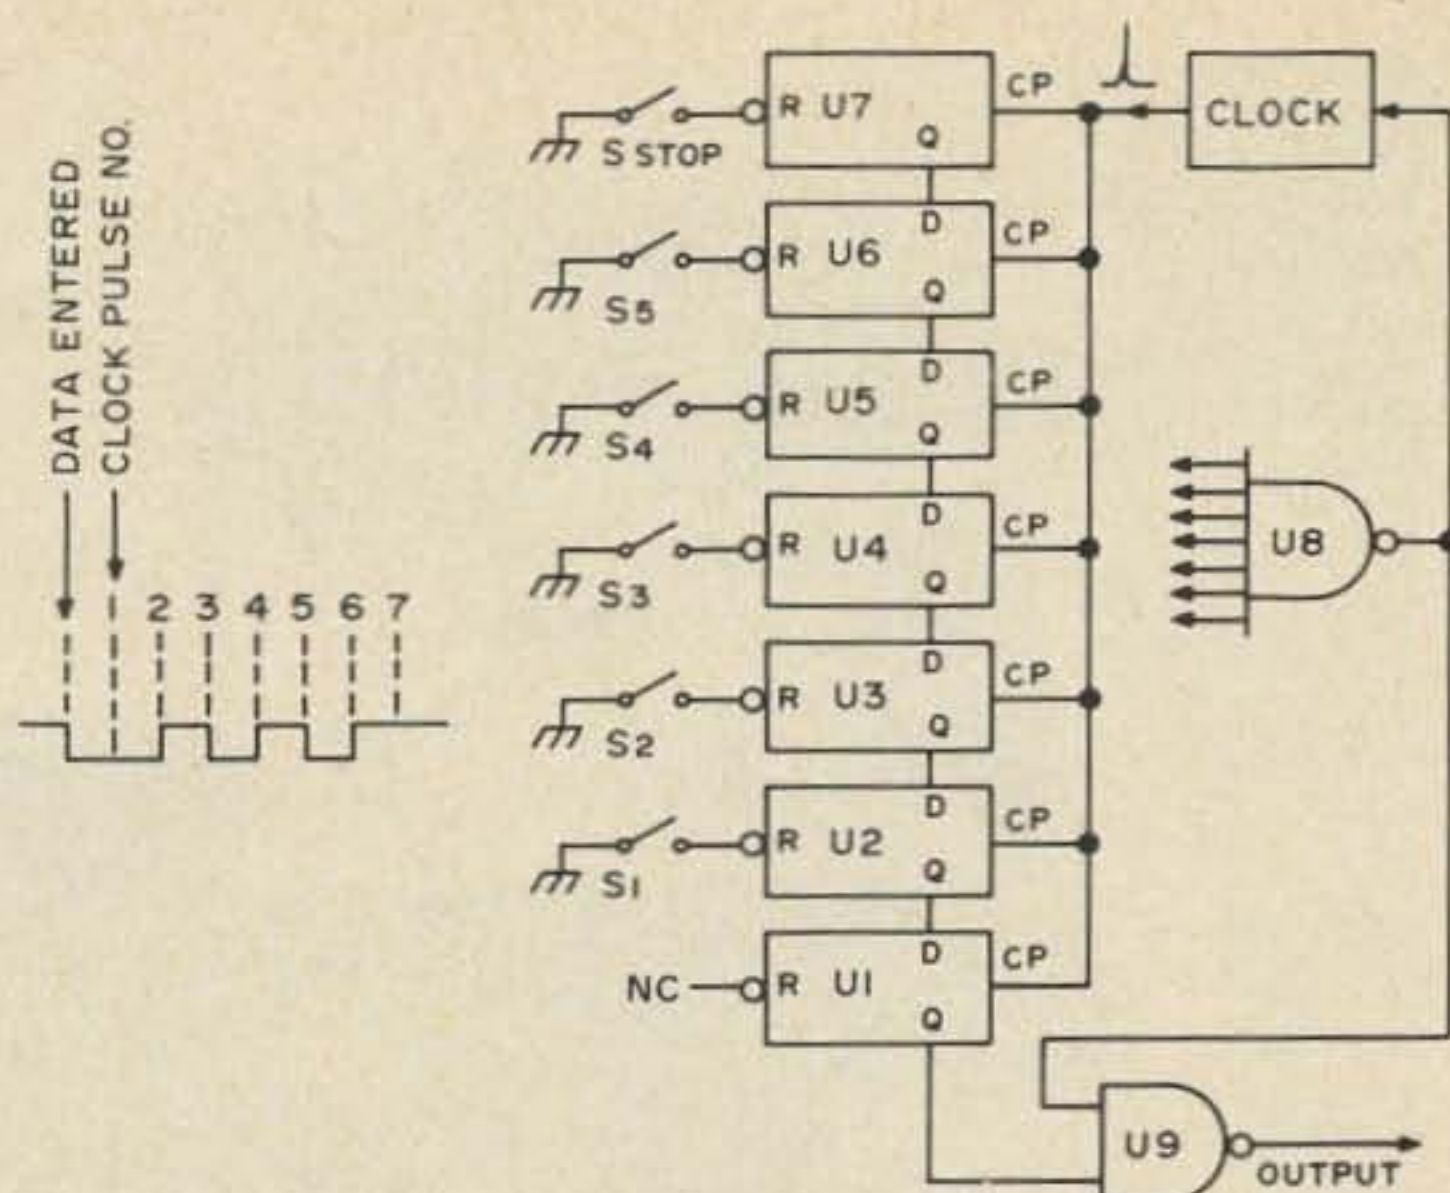 DATA ENTERED
CLOCK PULSE NO.
2 3 4 5 6 7
S STOP
R U7
Q
CP
CLOCK
S5
R U6
D
Q
CP
S4
R U5
D
Q
CP
S3
R U4
D
Q
CP
U8
S2
R U3
D
Q
CP
S1
R U2
D
Q
CP
NC
R U1
D
Q
CP
U9
OUTPUT